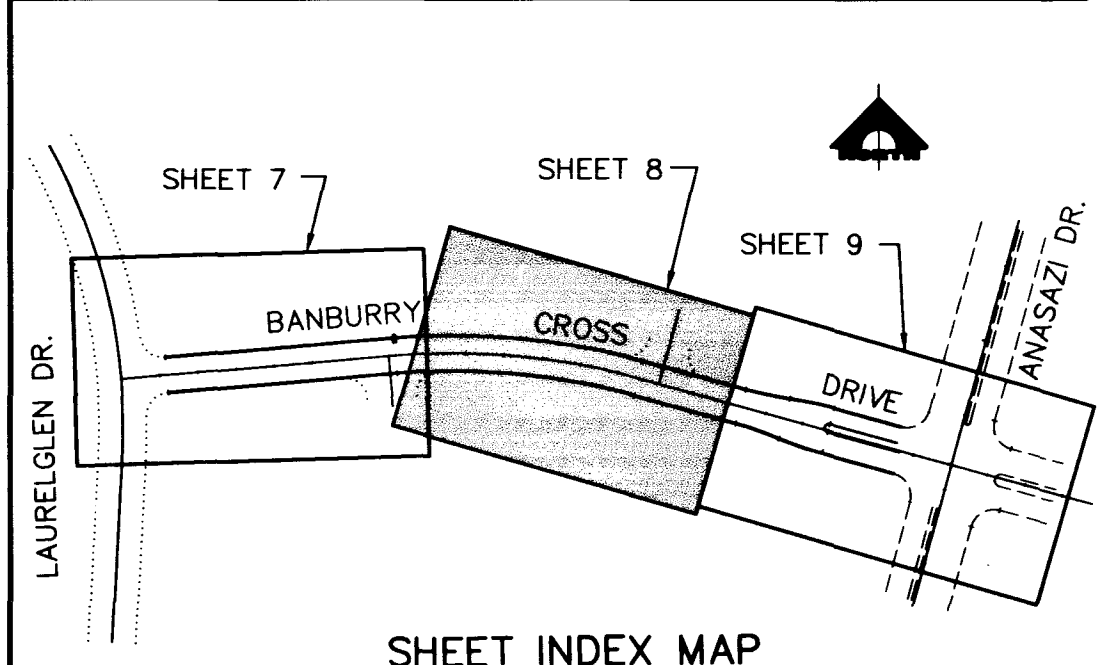 SHEET 7
SHEET 8
SHEET 9
BANBURRY
CROSS
DRIVE
LAURELGLEN DR.
ANASAZI DR.
SHEET INDEX MAP